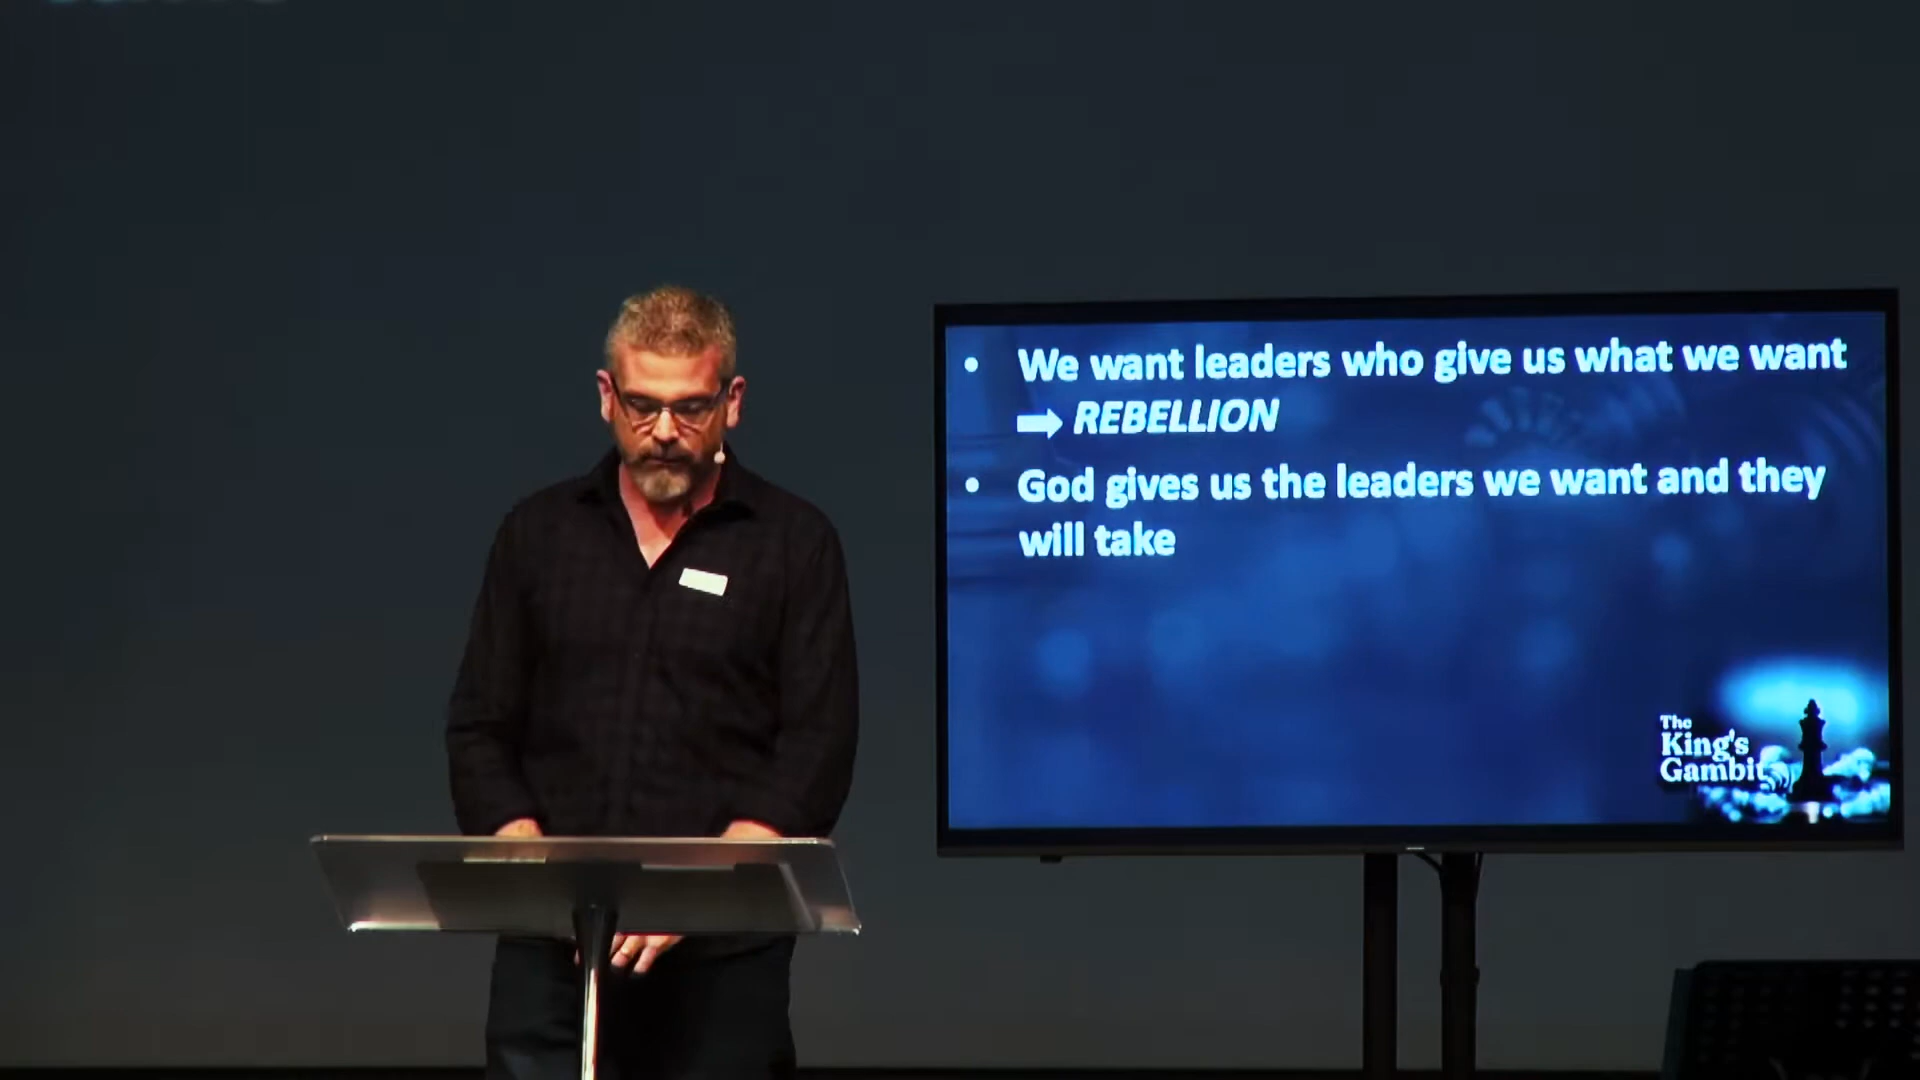 • We want leaders who give us what we want
➡ REBELLION
• God gives us the leaders we want and they
will take
The
King's
Gambit